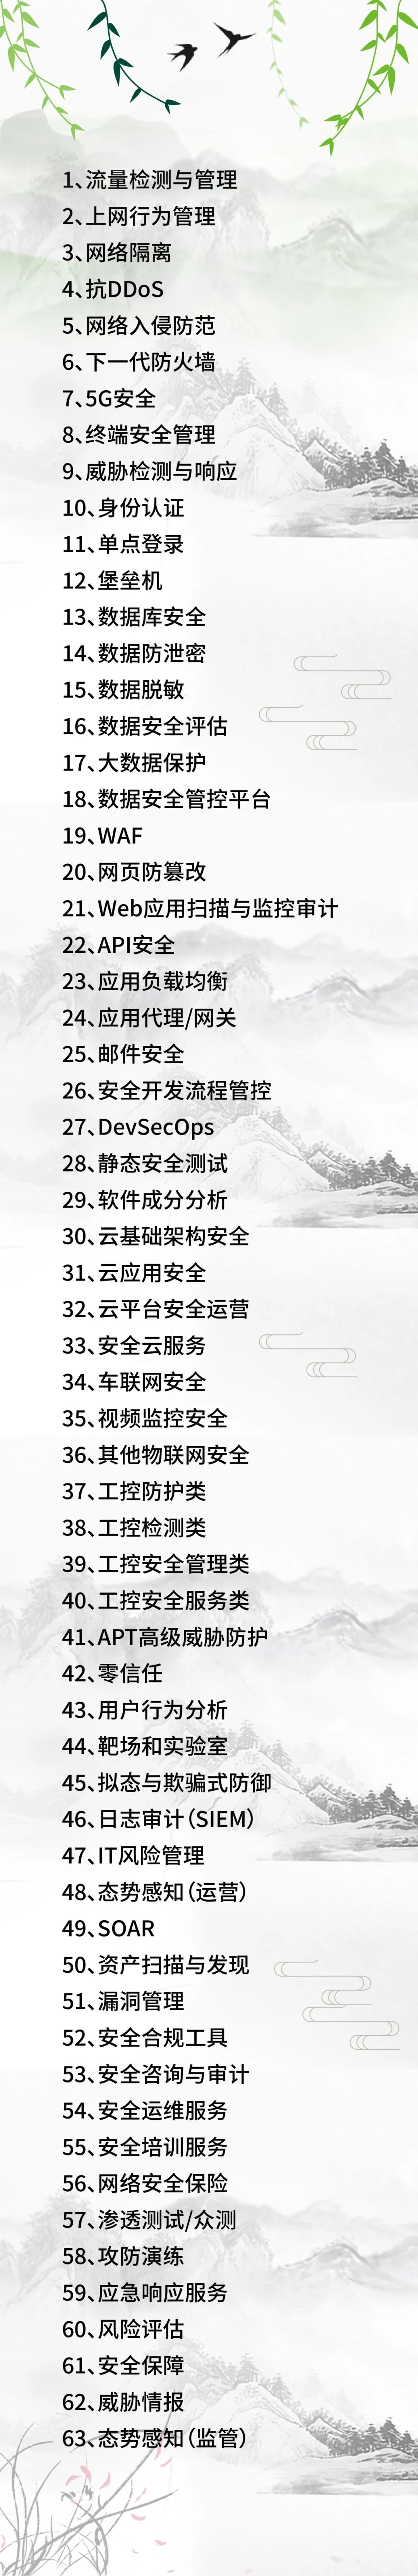 1、流量检测与管理
2、上网行为管理
3、网络隔离
4、抗DDoS
5、网络入侵防范
6、下一代防火墙
7、5G安全
8、终端安全管理
9、威胁检测与响应
10、身份认证
11、单点登录
12、堡垒机
13、数据库安全
14、数据防泄密
15、数据脱敏
16、数据安全评估
17、大数据保护
18、数据安全管控平台
19、WAF
20、网页防篡改
21、Web应用扫描与监控审计
22、API安全
23、应用负载均衡
24、应用代理/网关
25、邮件安全
26、安全开发流程管控
27、DevSecOps
28、静态安全测试
29、软件成分分析
30、云基础架构安全
31、云应用安全
32、云平台安全运营
33、安全云服务
34、车联网安全
35、视频监控安全
36、其他物联网安全
37、工控防护类
38、工控检测类
39、工控安全管理类
40、工控安全服务类
41、APT高级威胁防护
42、零信任
43、用户行为分析
44、靶场和实验室
45、拟态与欺骗式防御
46、日志审计（SIEM）
47、IT风险管理
48、态势感知（运营）
49、SOAR
50、资产扫描与发现
51、漏洞管理
52、安全合规工具
53、安全咨询与审计
54、安全运维服务
55、安全培训服务
56、网络安全保险
57、渗透测试/众测
58、攻防演练
59、应急响应服务
60、风险评估
61、安全保障
62、威胁情报
63、态势感知（监管）